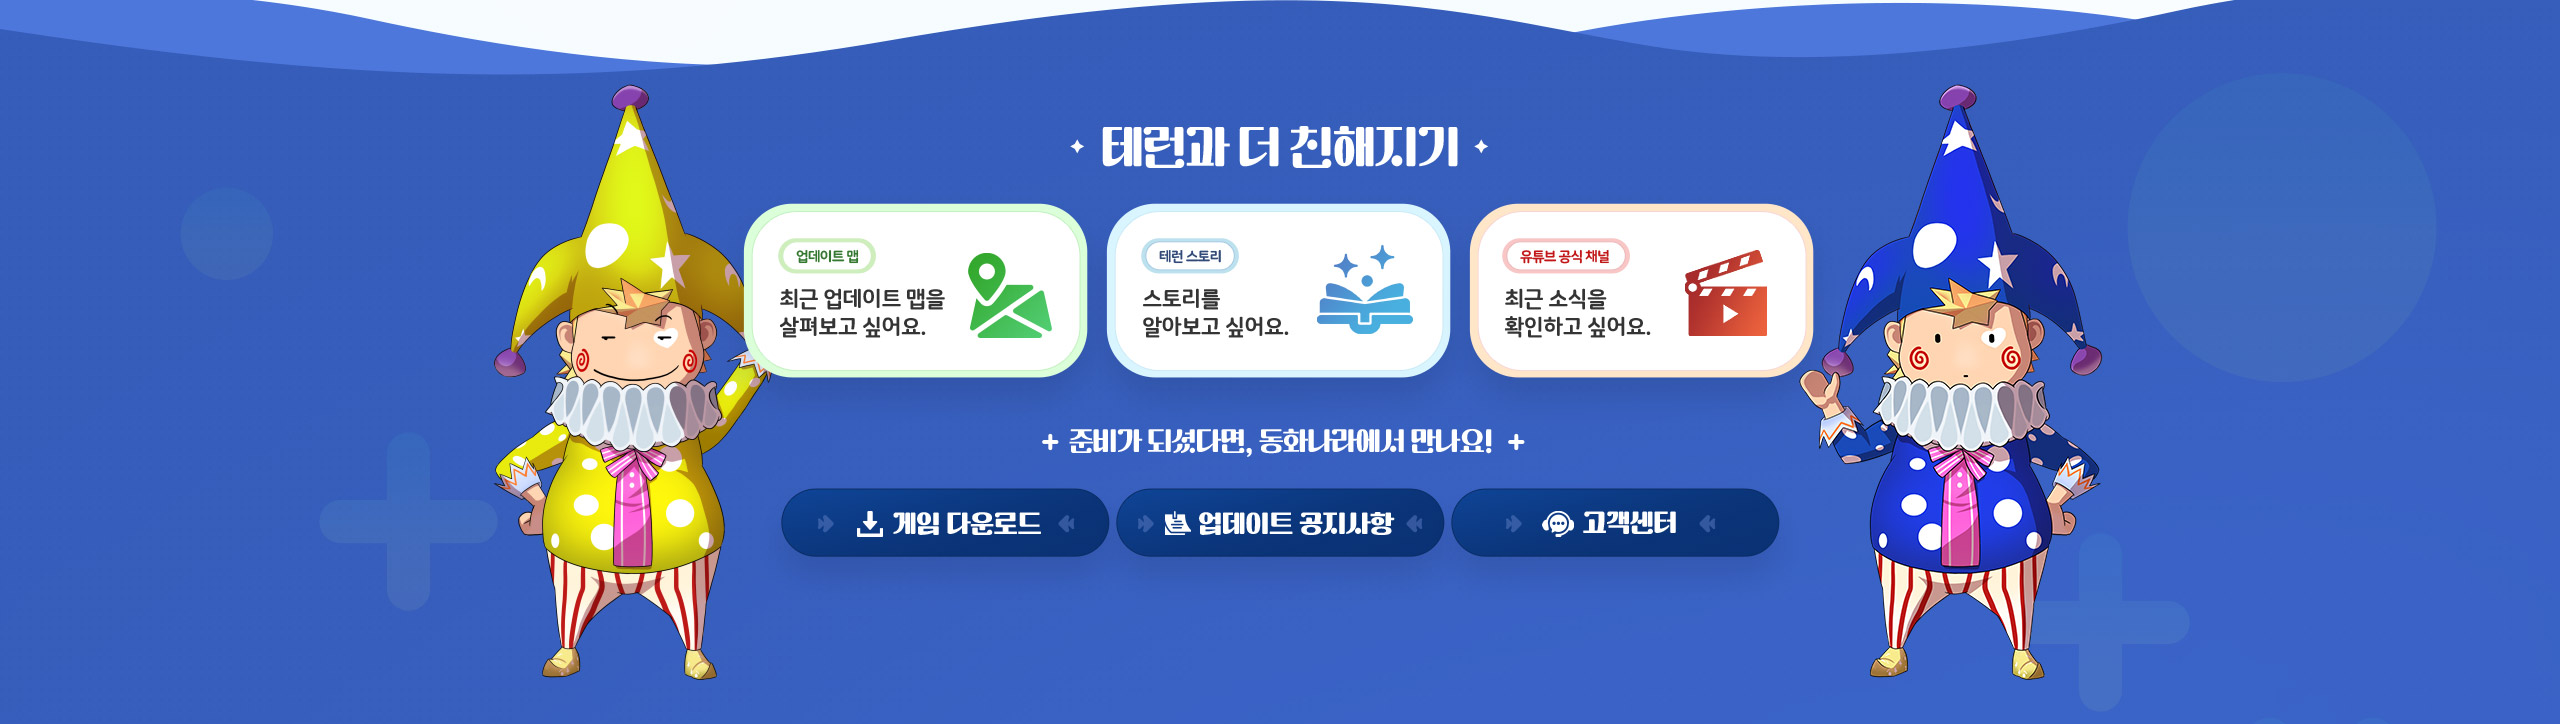 테런과 더 친해지기
업데이트 맵
최근 업데이트 맵을
살펴보고 싶어요.
테런 스토리
스토리를
알아보고 싶어요.
유튜브 공식 채널
최근 소식을
확인하고 싶어요.
준비가 되셨다면, 동화나라에서 만나요!
게임 다운로드
업데이트 공지사항
고객센터